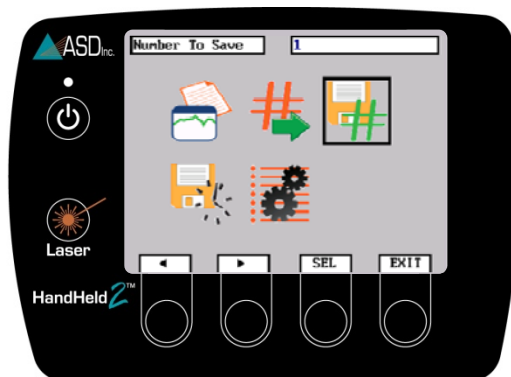 ASD Inc.
Number To Save 1
Laser
◄ ► SEL EXIT
HandHeld 2™